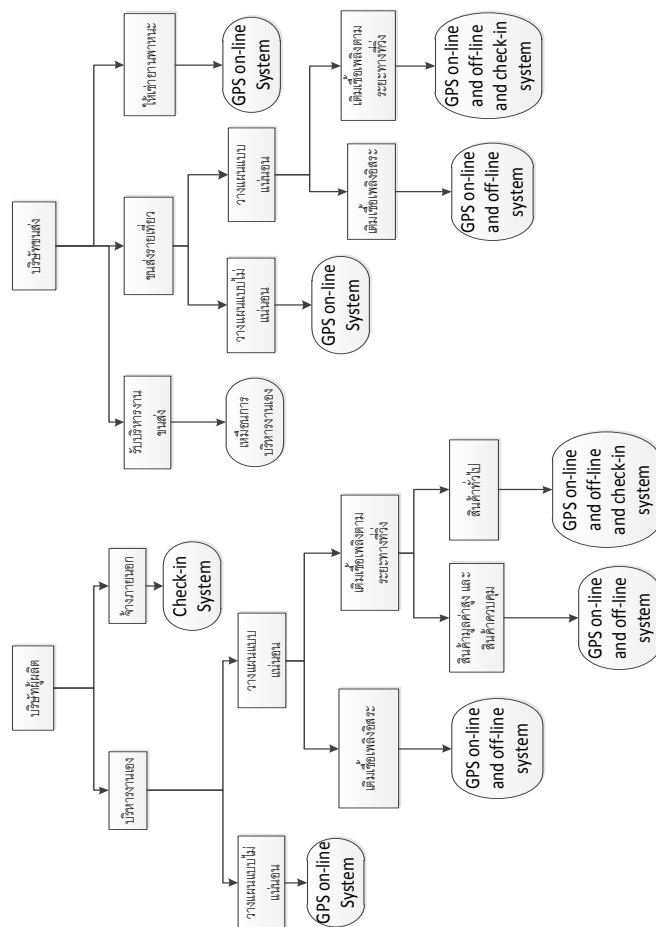 บริษัทผู้ผลิต
บริหารงานเอง
จ้างภายนอก
Check-in
System
วางแผนแบบไม่
แน่นอน
GPS on-line
System
วางแผนแบบ
แน่นอน
เติมเชื้อเพลิงอิสระ
GPS on-line
and off-line
system
เติมเชื้อเพลิงตาม
ระยะทางที่วิ่ง
สินค้ามูลค่าสูง และ
สินค้าควบคุม
GPS on-line
and off-line
system
สินค้าทั่วไป
GPS on-line
and off-line
and check-in
system
บริษัทขนส่ง
รับบริหารงาน
ขนส่ง
เหมือนการ
บริหารงานเอง
ขนส่งรายเที่ยว
วางแผนแบบไม่
แน่นอน
GPS on-line
System
วางแผนแบบ
แน่นอน
เติมเชื้อเพลิงอิสระ
GPS on-line
and off-line
system
เติมเชื้อเพลิงตาม
ระยะทางที่วิ่ง
GPS on-line
and off-line
and check-in
system
ให้เช่ายานพาหนะ
GPS on-line
System